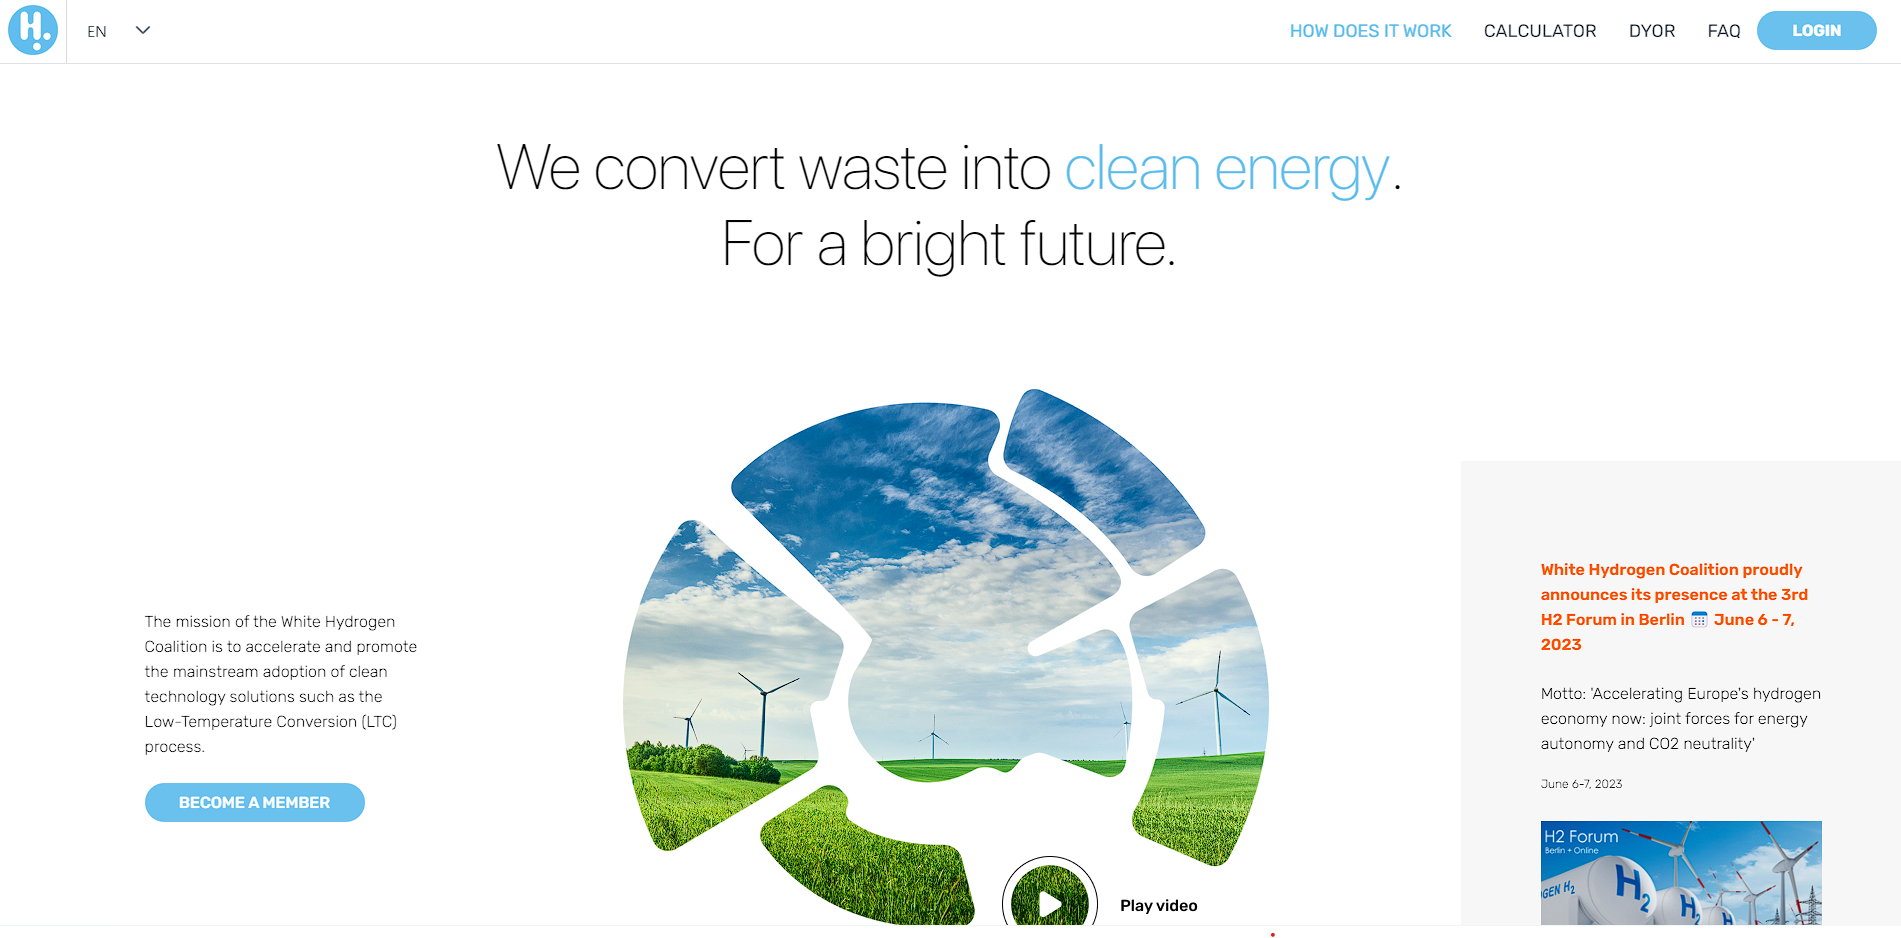 H.
EN
HOW DOES IT WORK
CALCULATOR
DYOR
FAQ
LOGIN
We convert waste into clean energy.
For a bright future.
The mission of the White Hydrogen
Coalition is to accelerate and promote
the mainstream adoption of clean
technology solutions such as the
Low-Temperature Conversion (LTC)
process.
BECOME A MEMBER
Play video
White Hydrogen Coalition proudly
announces its presence at the 3rd
H2 Forum in Berlin 📅 June 6 - 7,
2023
Motto: 'Accelerating Europe's hydrogen
economy now: joint forces for energy
autonomy and CO2 neutrality'
June 6-7, 2023
H2 Forum
Berlin + Online
GEN H2
H2
H2
H2